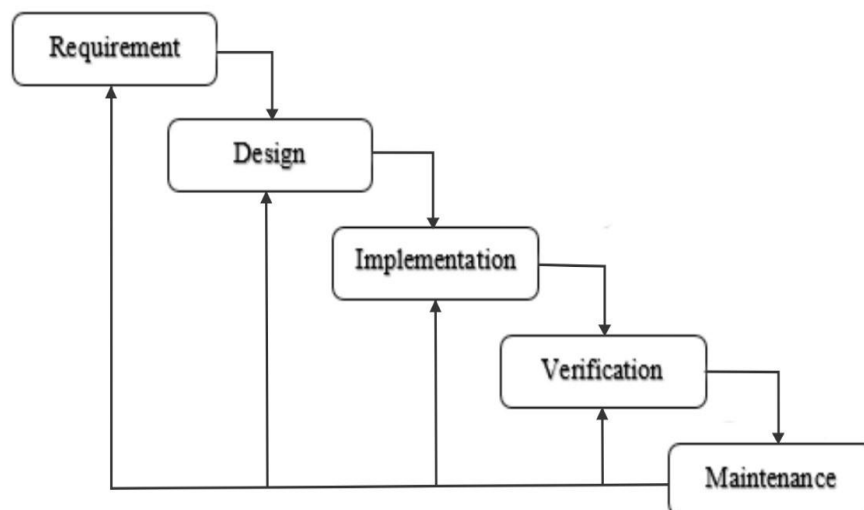 Requirement
Design
Implementation
Verification
Maintenance